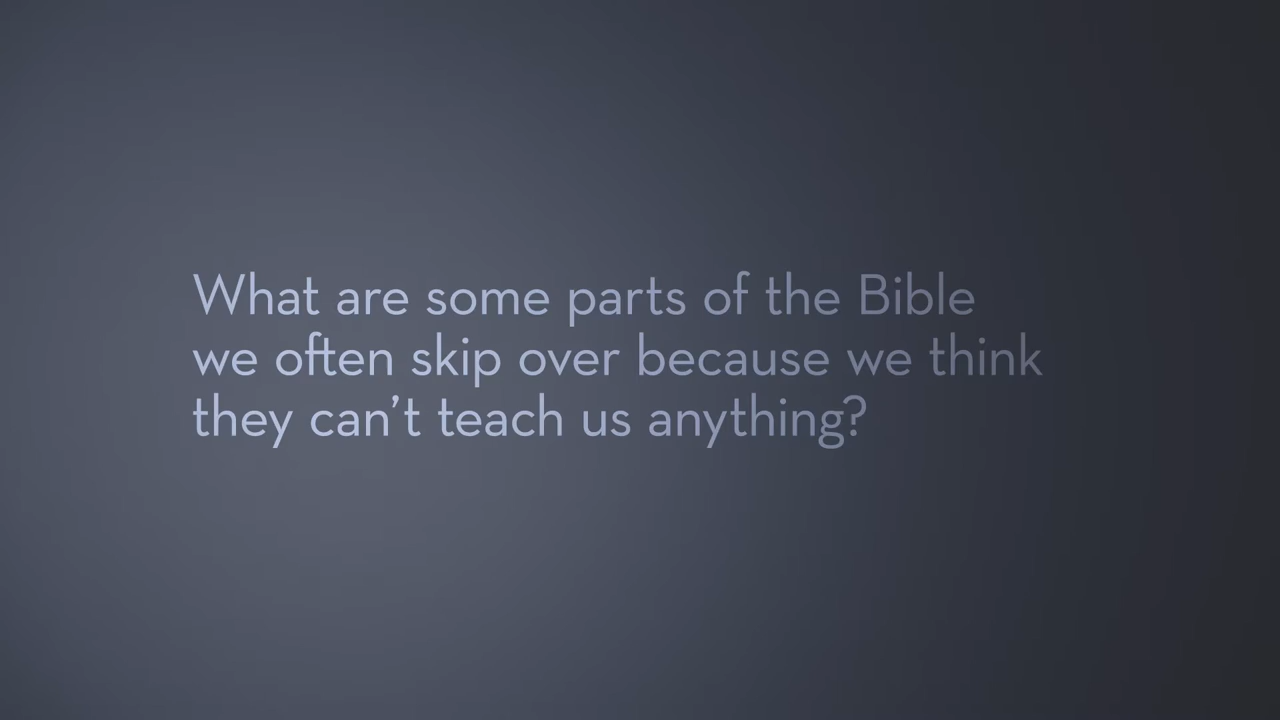 What are some parts of the Bible
we often skip over because we think
they can’t teach us anything?